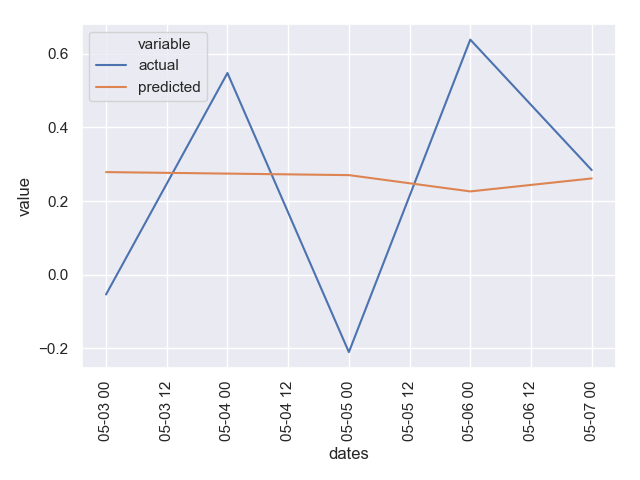 variable
actual
predicted
0.6
0.4
0.2
0.0
−0.2
value
05-03 00
05-03 12
05-04 00
05-04 12
05-05 00
05-05 12
05-06 00
05-06 12
05-07 00
dates